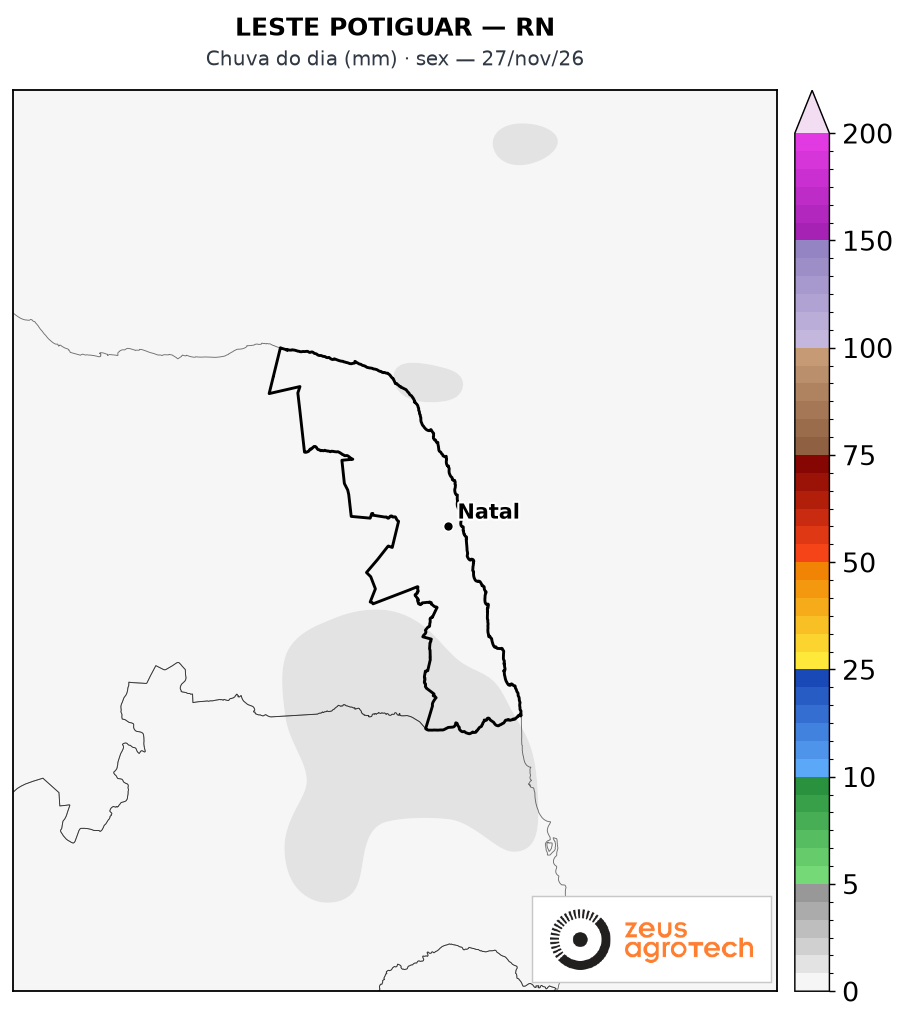 LESTE POTIGUAR — RN
Chuva do dia (mm) · sex — 27/nov/26
200
150
100
75
50
25
10
5
0
Natal
zeus
agrotech